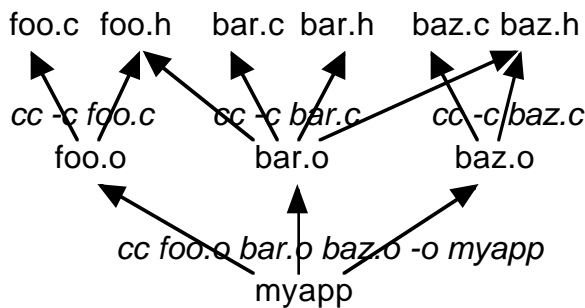 foo.c foo.h bar.c bar.h baz.c baz.h
cc -c foo.c cc -c bar.c cc -c baz.c
foo.o bar.o baz.o
cc foo.o bar.o baz.o -o myapp
myapp